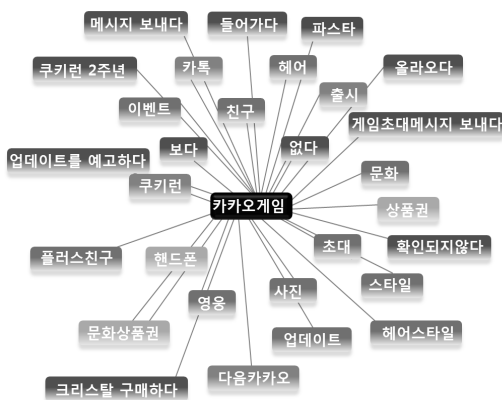 메시지 보내다
들어가다
파스타
쿠키런 2주년
카톡
헤어
올라오다
이벤트
친구
출시
게임초대메시지 보내다
업데이트를 예고하다
보다
없다
문화
쿠키런
카카오게임
상품권
플러스친구
핸드폰
초대
확인되지않다
영웅
사진
스타일
문화상품권
업데이트
헤어스타일
크리스탈 구매하다
다음카카오